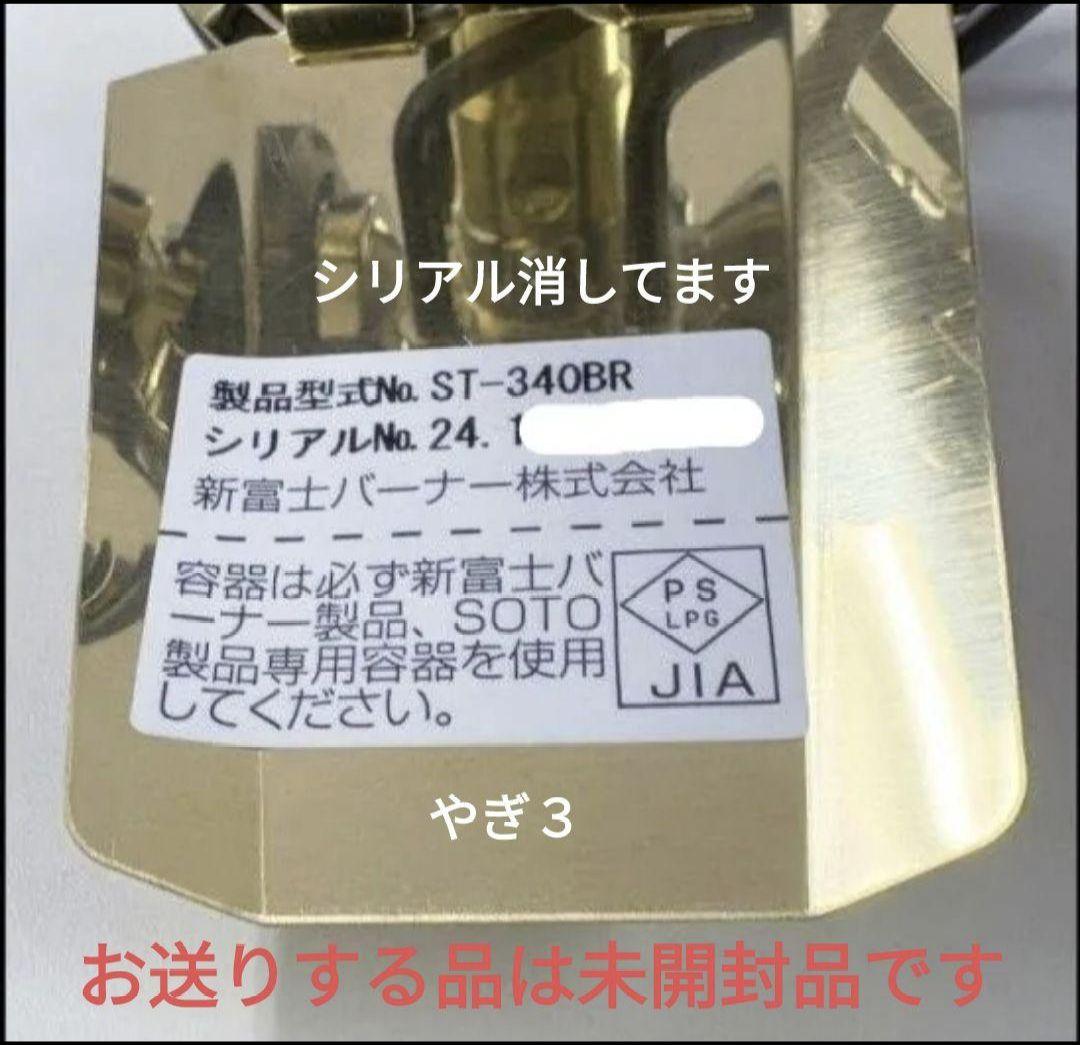 シリアル消してます
製品型式No. ST-340BR
シリアルNo. 24. 1
新富士バーナー株式会社
容器は必ず新富士バ
ーナー製品、SOTO
製品専用容器を使用
してください。
PS
LPG
JIA
やぎ3
お送りする品は未開封品です